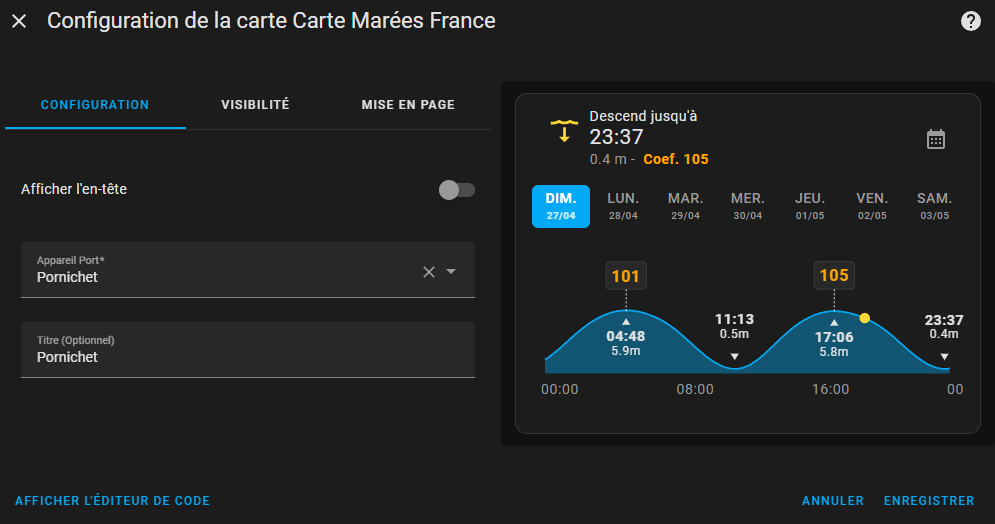 Configuration de la carte Carte Marées France
CONFIGURATION
VISIBILITÉ
MISE EN PAGE
Afficher l'en-tête
Appareil Port*
Pornichet
Titre (Optionnel)
Pornichet
Descend jusqu'à
23:37
0.4 m - Coef. 105
DIM. LUN. MAR. MER. JEU. VEN. SAM.
27/04 28/04 29/04 30/04 01/05 02/05 03/05
101 105
04:48
5.9m
11:13
0.5m
17:06
5.8m
23:37
0.4m
00:00 08:00 16:00 00
AFFICHER L'ÉDITEUR DE CODE
ANNULER ENREGISTRER